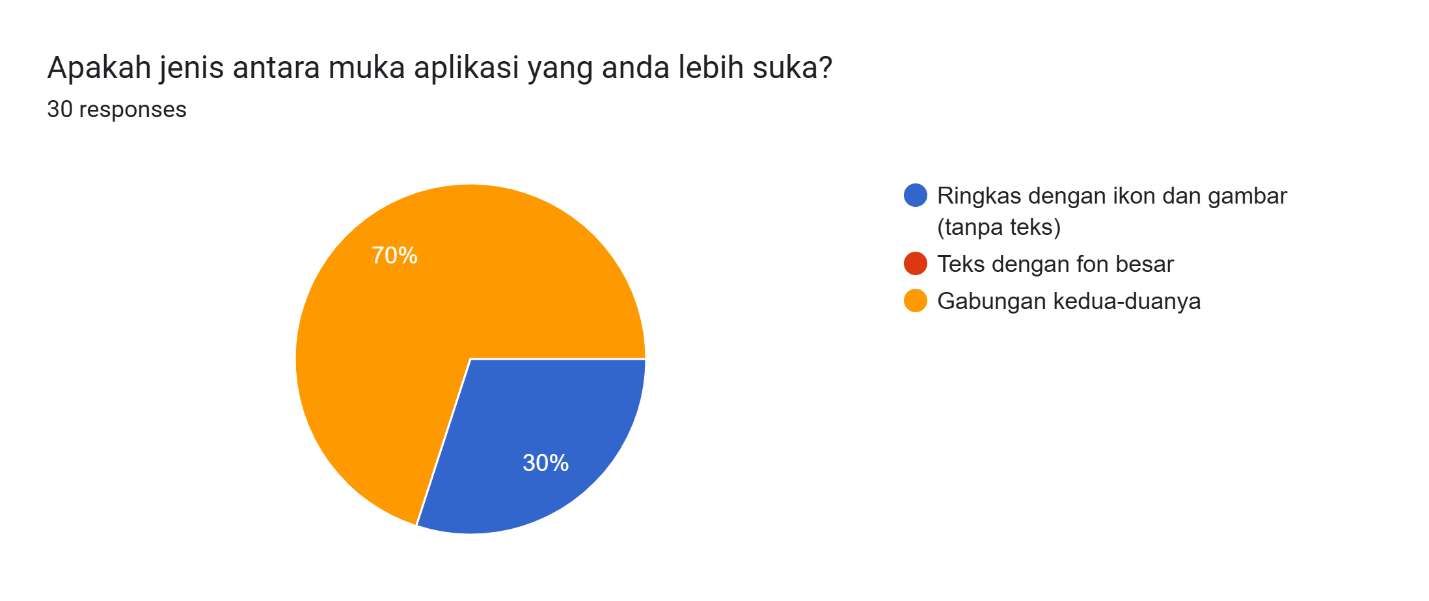 Apakah jenis antara muka aplikasi yang anda lebih suka?
30 responses
70%
30%
Ringkas dengan ikon dan gambar
(tanpa teks)
Teks dengan fon besar
Gabungan kedua-duanya